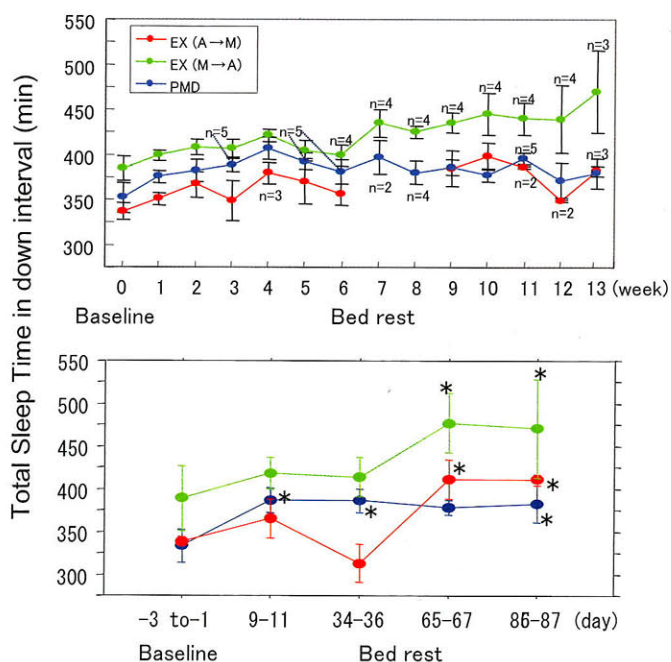 Total Sleep Time in down interval (min)
550
500
450
400
350
300
EX (A→M)
EX (M→A)
PMD
n=5
n=3
n=5
n=4
n=4
n=2
n=4
n=4
n=4
n=4
n=4
n=5
n=2
n=4
n=2
n=3
n=3
0 1 2 3 4 5 6 7 8 9 10 11 12 13 (week)
Baseline Bed rest
550
500
450
400
350
300
* * * * * * *
-3 to-1 9-11 34-36 65-67 86-87 (day)
Baseline Bed rest